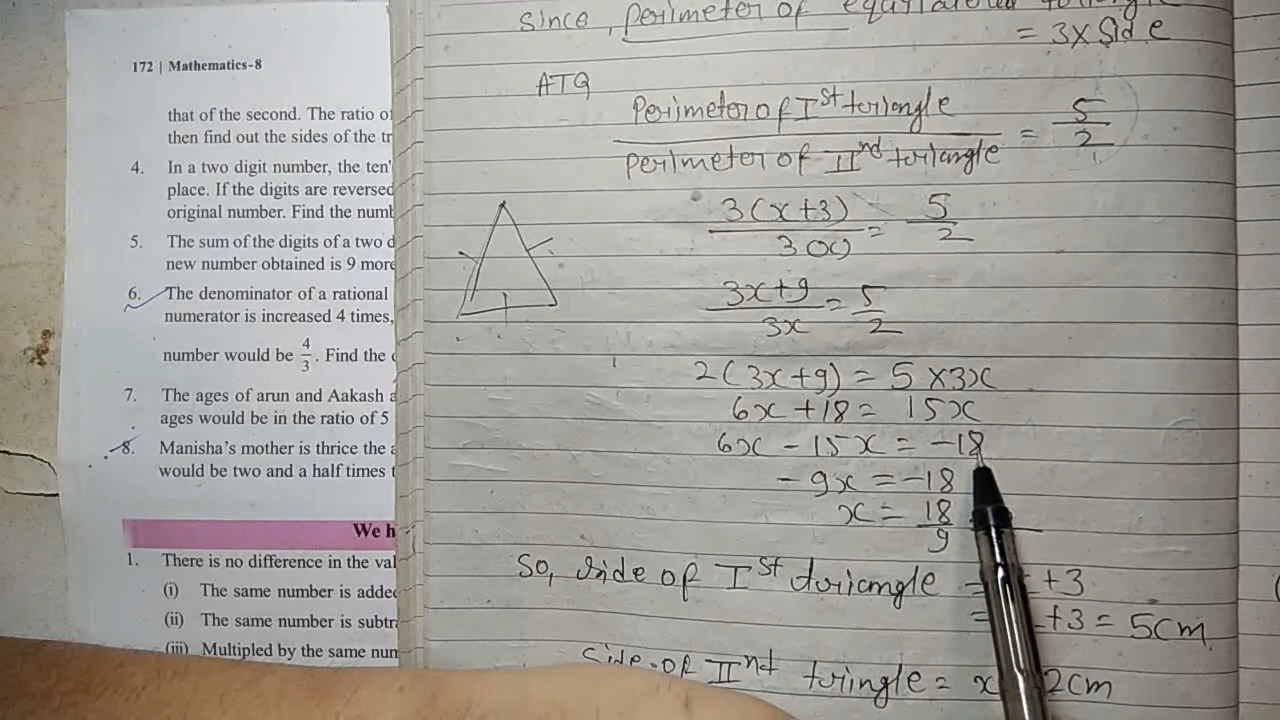 172 | Mathematics-8
that of the second. The ratio of
then find out the sides of the tr
4. In a two digit number, the ten'
place. If the digits are reversed
original number. Find the numb
5. The sum of the digits of a two d
new number obtained is 9 more
6. The denominator of a rational
numerator is increased 4 times,
number would be 4/3. Find the
7. The ages of arun and Aakash a
ages would be in the ratio of 5
8. Manisha's mother is thrice the a
would be two and a half times t
We h
1. There is no difference in the val
(i) The same number is adde
(ii) The same number is subtr
(iii) Multipled by the same num
Since, perimeter of
= 3 x Side
ATQ
Perimeter of Ist triangle / Perimeter of IInd triangle = 5/2
3(x+3) / 3(x) = 5/2
3x+9 / 3x = 5/2
2(3x+9) = 5 x 3x
6x + 18 = 15x
6x - 15x = -18
- 9x = -18
x = 18/9
So, side of Ist triangle = +3
= +3 = 5cm
Side of IInd tringle = x 2cm